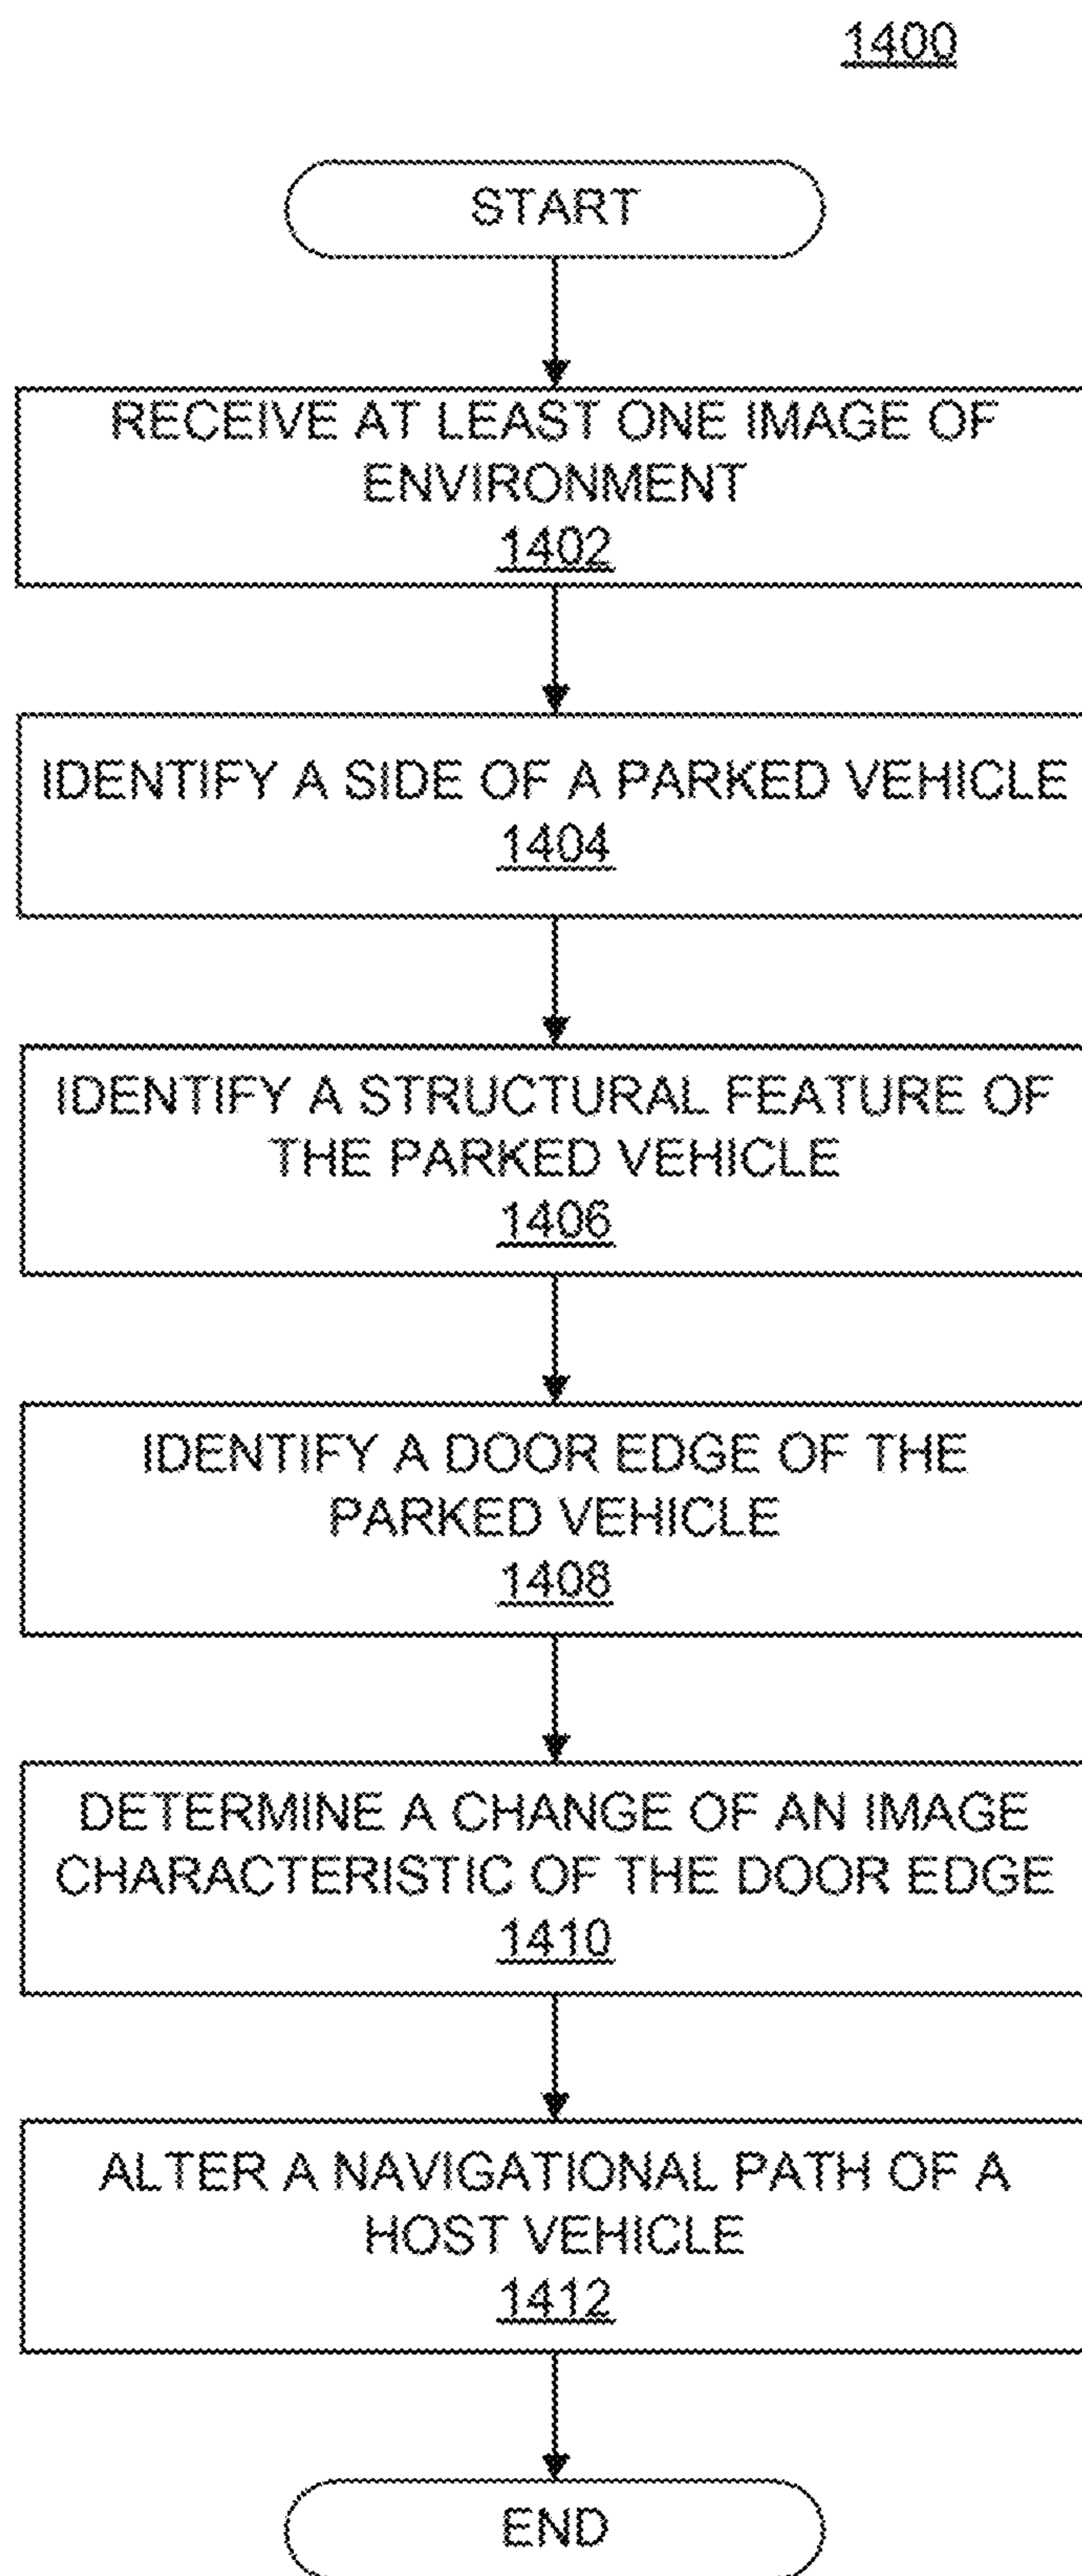 1400
START
RECEIVE AT LEAST ONE IMAGE OF
ENVIRONMENT
1402
IDENTIFY A SIDE OF A PARKED VEHICLE
1404
IDENTIFY A STRUCTURAL FEATURE OF
THE PARKED VEHICLE
1406
IDENTIFY A DOOR EDGE OF THE
PARKED VEHICLE
1408
DETERMINE A CHANGE OF AN IMAGE
CHARACTERISTIC OF THE DOOR EDGE
1410
ALTER A NAVIGATIONAL PATH OF A
HOST VEHICLE
1412
END